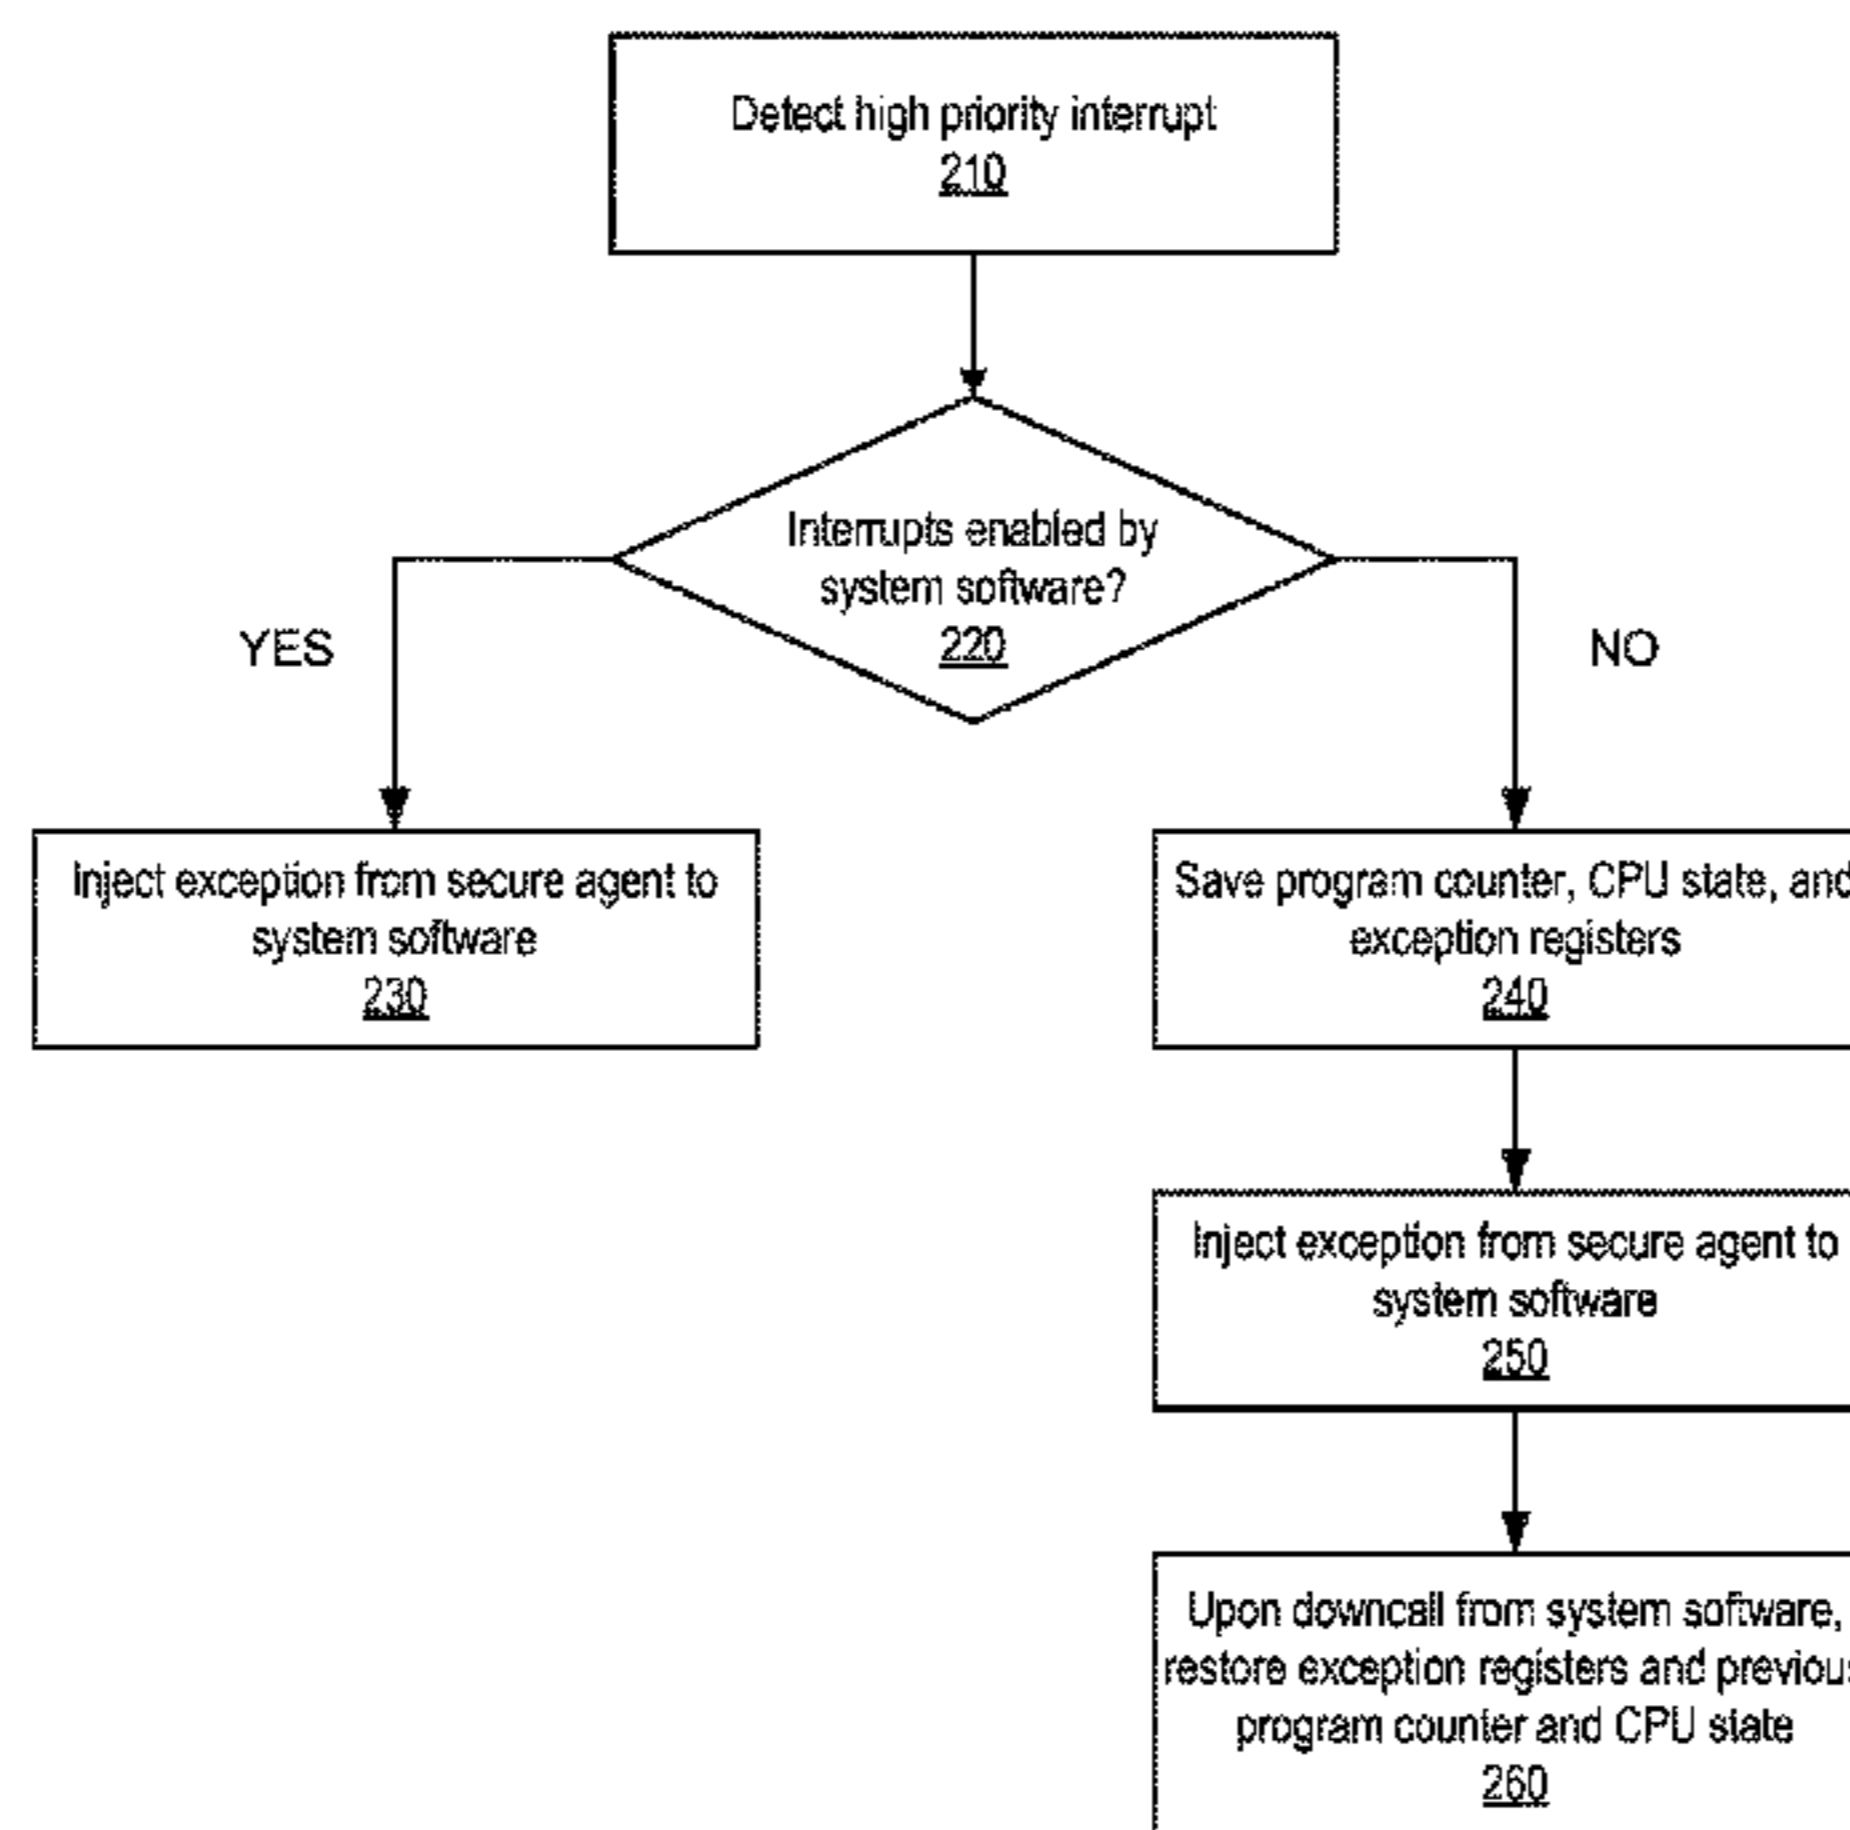 Detect high priority interrupt
210
Interrupts enabled by
system software?
220
YES
NO
Inject exception from secure agent to
system software
230
Save program counter, CPU state, and
exception registers
240
Inject exception from secure agent to
system software
250
Upon downcall from system software,
restore exception registers and previous
program counter and CPU state
260